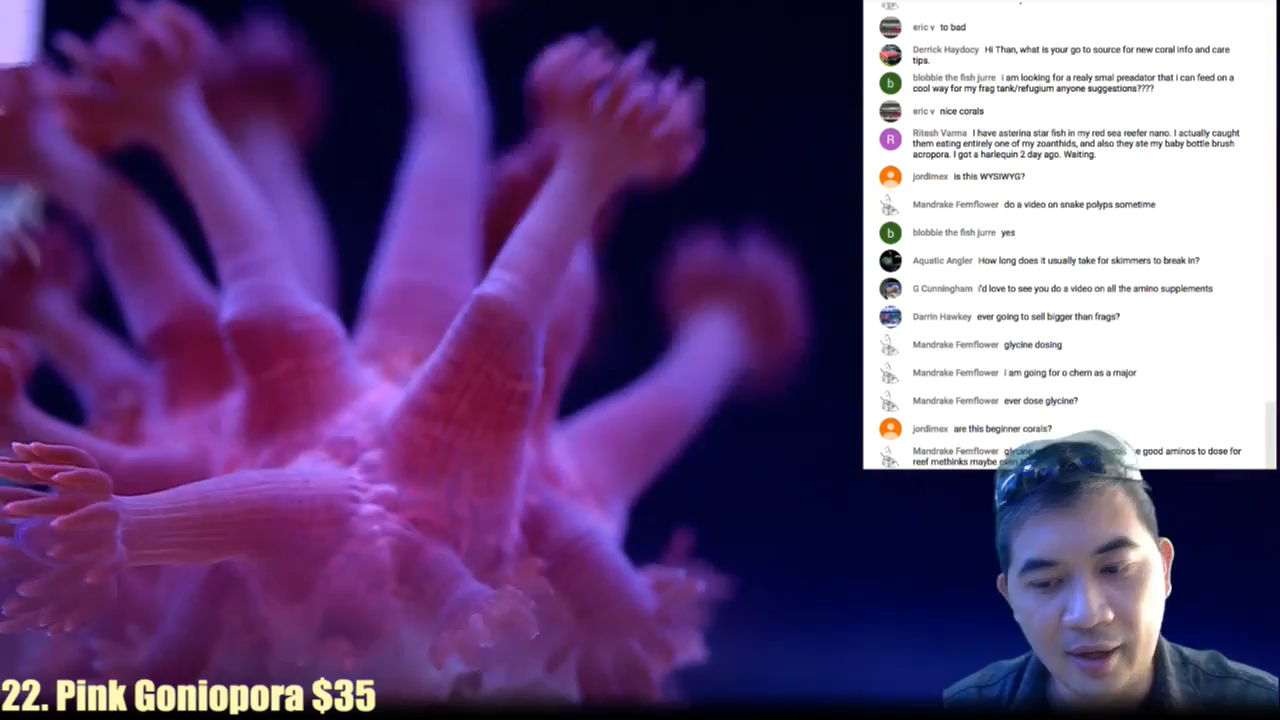 eric v to bad
Derrick Haydocy Hi Than, what is your go to source for new coral info and care
tips.
b
blobbie the fish jurre i am looking for a realy smal preadator that i can feed on a
cool way for my frag tank/refugium anyone suggestions????
eric v nice corals
R
Ritesh Varma I have asterina star fish in my red sea reefer nano. I actually caught
them eating entirely one of my zoanthids, and also they ate my baby bottle brush
acropora. I got a harlequin 2 day ago. Waiting.
jordimex is this WYSIWYG?
Mandrake Fernflower do a video on snake polyps sometime
b
blobbie the fish jurre yes
Aquatic Angler How long does it usually take for skimmers to break in?
G Cunningham i'd love to see you do a video on all the amino supplements
Darrin Hawkey ever going to sell bigger than frags?
Mandrake Fernflower glycine dosing
Mandrake Fernflower i am going for o chem as a major
Mandrake Fernflower ever dose glycine?
jordimex are this beginner corals?
Mandrake Fernflower good aminos to dose for
reef methinks maybe
22. Pink Goniopora $35